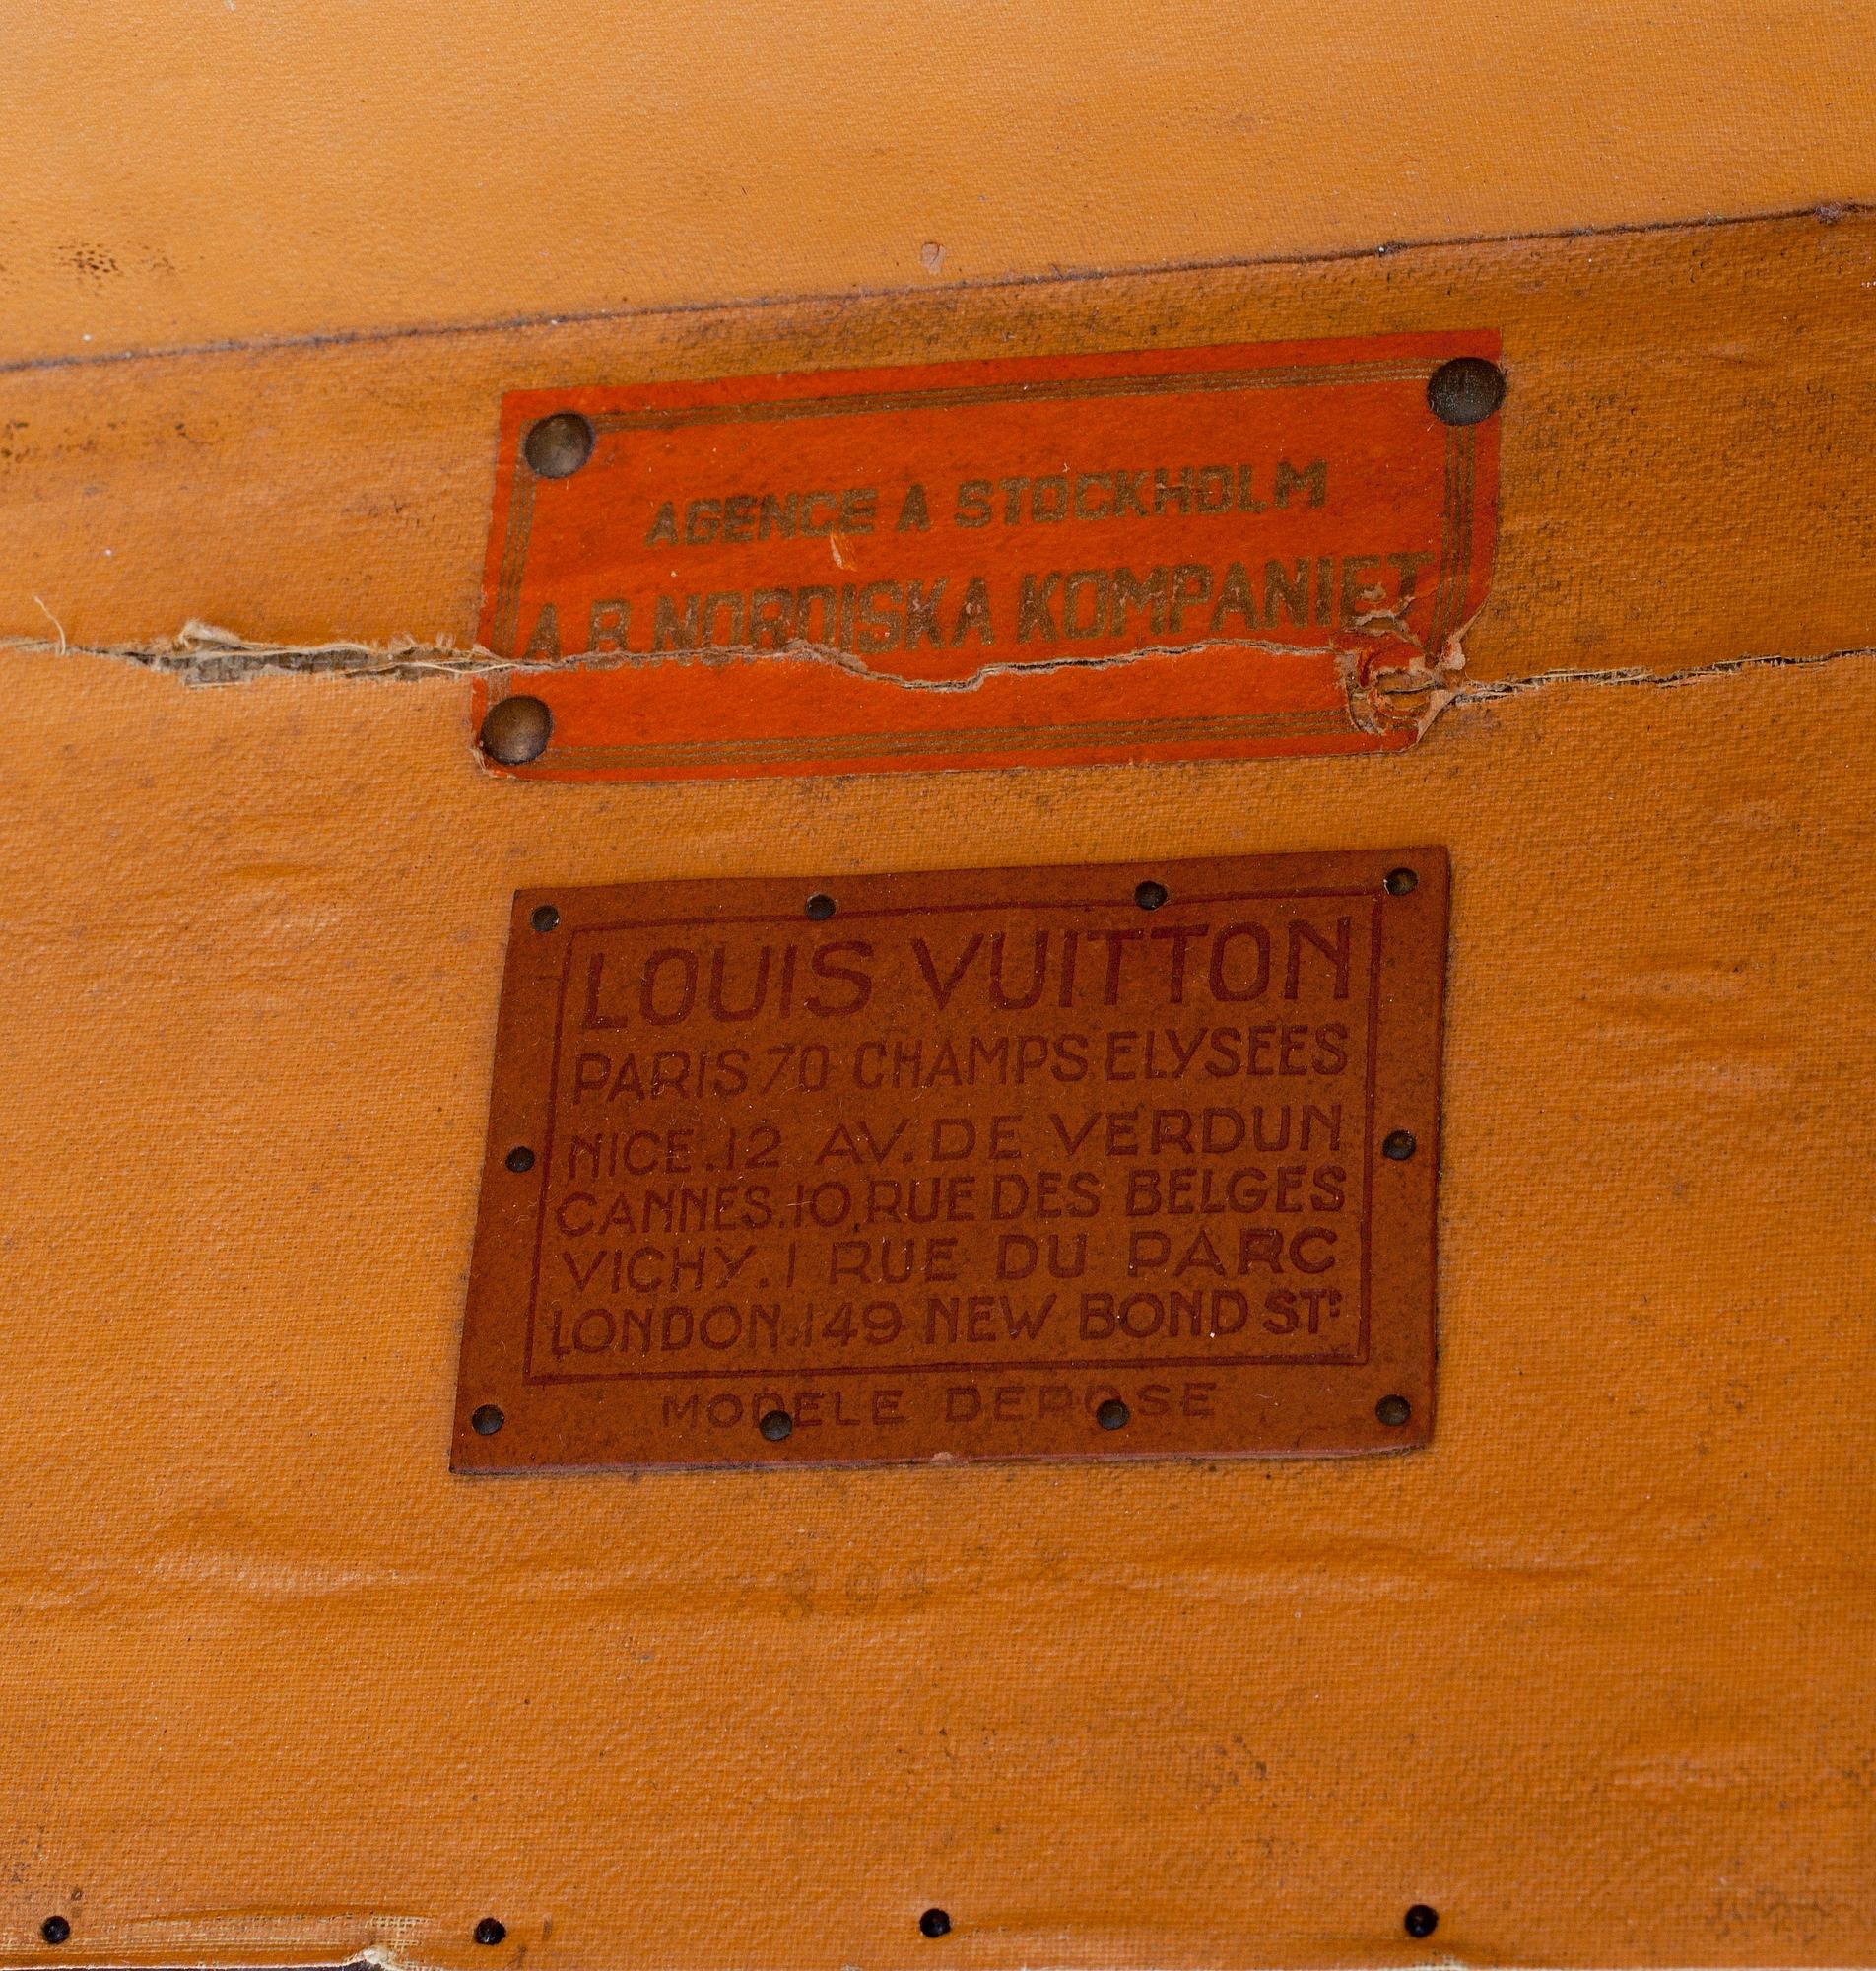 AGENCE A STOCKHOLM
A.B. NORDISKA KOMPANIET
LOUIS VUITTON
PARIS 70 CHAMPS ELYSEES
NICE.12 AV. DE VERDUN
CANNES.10 RUE DES BELGES
VICHY.1 RUE DU PARC
LONDON.149 NEW BOND ST.
MODELE DEPOSE